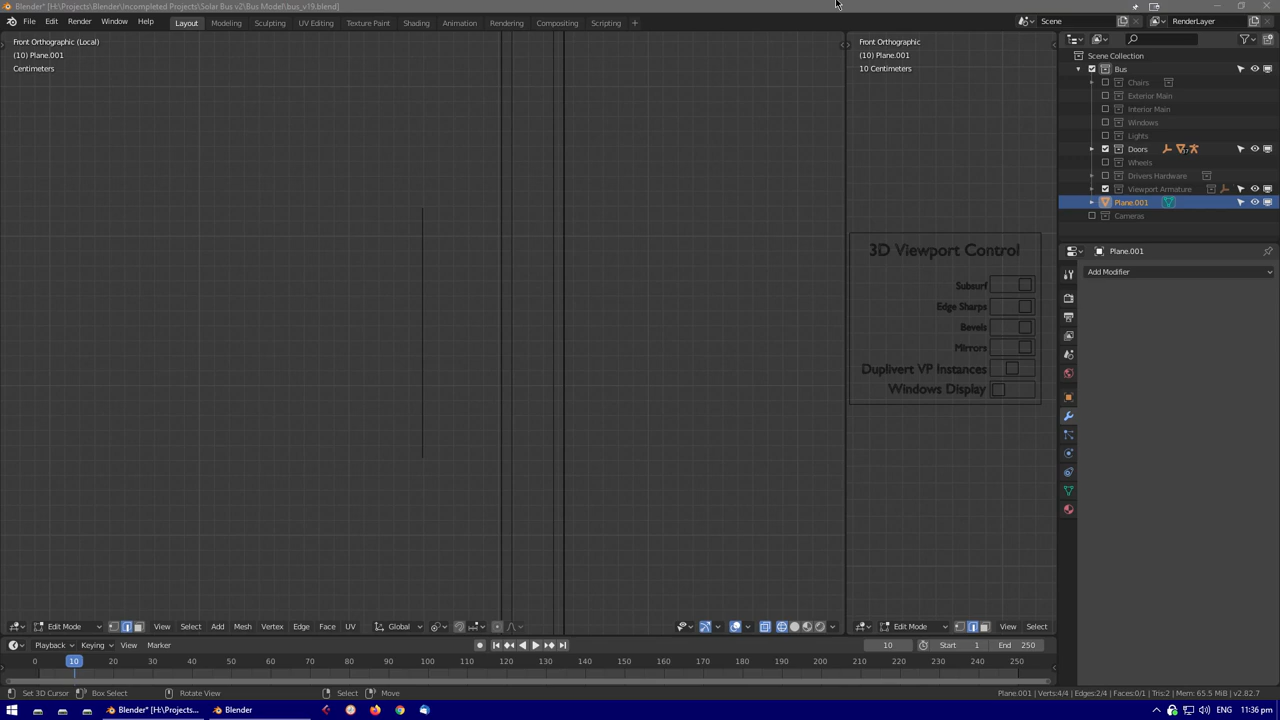 Blender* [H:\Projects\Blender\Incompleted Projects\Solar Bus v2\Bus Model\bus_v19.blend]
File Edit Render Window Help Layout Modeling Sculpting UV Editing Texture Paint Shading Animation Rendering Compositing Scripting + Scene RenderLayer
Front Orthographic (Local)
(10) Plane.001
Centimeters
Front Orthographic
(10) Plane.001
10 Centimeters
3D Viewport Control
Subsurf
Edge Sharps
Bevels
Mirrors
Duplivert VP Instances
Windows Display
Scene Collection
Bus
Chairs
Exterior Main
Interior Main
Windows
Lights
Doors
Wheels
Drivers Hardware
Viewport Armature
Plane.001
Cameras
Plane.001
Add Modifier
Edit Mode View Select Add Mesh Vertex Edge Face UV Global
Edit Mode View Select
Playback Keying View Marker 10 Start 1 End 250
0 10 20 30 40 50 60 70 80 90 100 110 120 130 140 150 160 170 180 190 200 210 220 230 240 250
Set 3D Cursor Box Select Rotate View Select Move Plane.001 | Verts:4/4 | Edges:2/4 | Faces:0/1 | Tris:2 | Mem: 65.5 MiB | v2.82.7
Blender* [H:\Projects... Blender ENG 11:36 pm